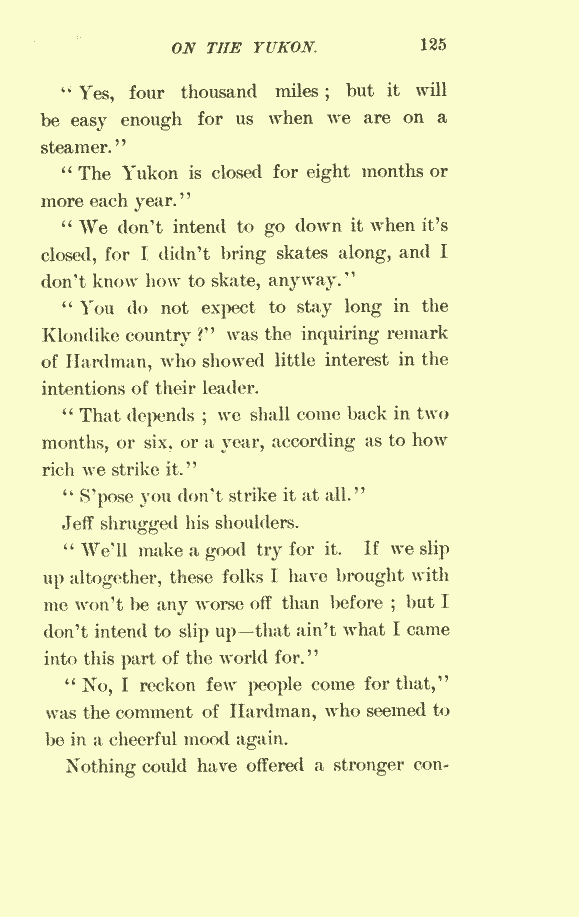 ON THE YUKON. 125
“ Yes, four thousand miles ; but it will
be easy enough for us when we are on a
steamer.”
“ The Yukon is closed for eight months or
more each year.”
“ We don’t intend to go down it when it’s
closed, for I didn’t bring skates along, and I
don’t know how to skate, anyway.”
“ You do not expect to stay long in the
Klondike country ?” was the inquiring remark
of Hardman, who showed little interest in the
intentions of their leader.
“ That depends ; we shall come back in two
months, or six, or a year, according as to how
rich we strike it.”
“ S’pose you don’t strike it at all.”
Jeff shrugged his shoulders.
“ We’ll make a good try for it. If we slip
up altogether, these folks I have brought with
me won’t be any worse off than before ; but I
don’t intend to slip up—that ain’t what I came
into this part of the world for.”
“ No, I reckon few people come for that,”
was the comment of Hardman, who seemed to
be in a cheerful mood again.
Nothing could have offered a stronger con-